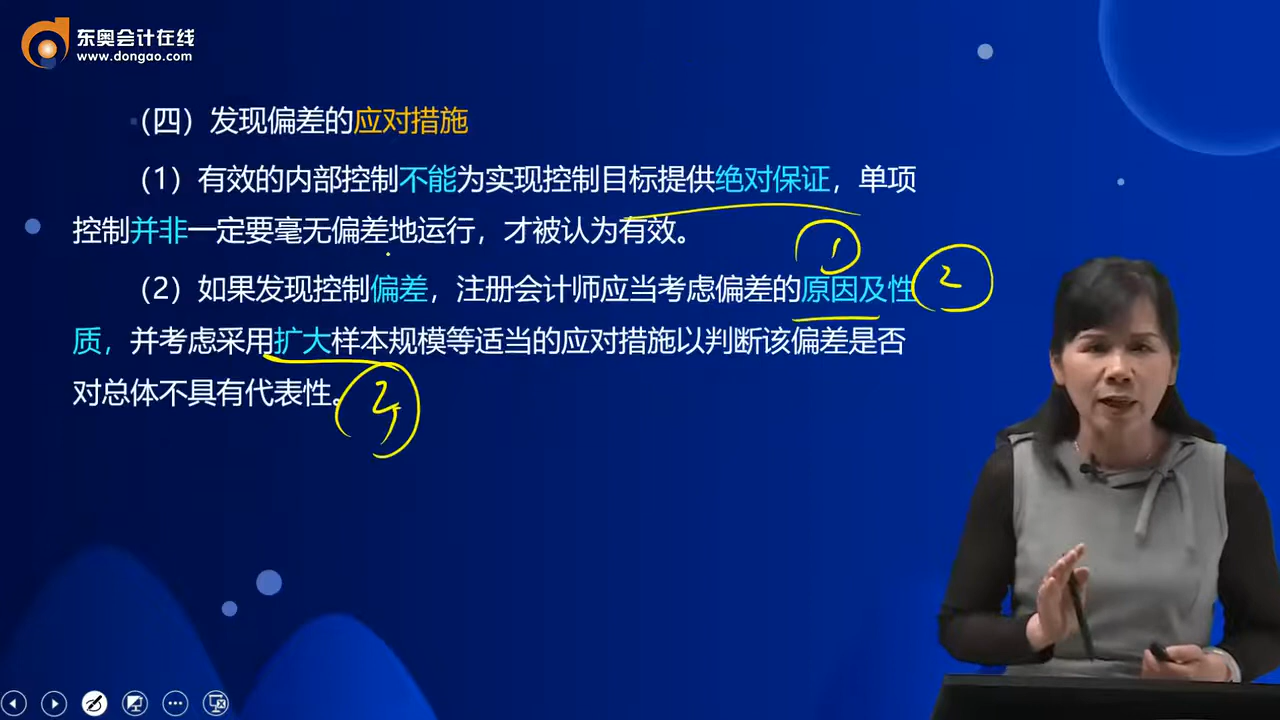 东奥会计在线
www.dongao.com
（四）发现偏差的应对措施
（1）有效的内部控制不能为实现控制目标提供绝对保证，单项
控制并非一定要毫无偏差地运行，才被认为有效。
①
（2）如果发现控制偏差，注册会计师应当考虑偏差的原因及性
②
质，并考虑采用扩大样本规模等适当的应对措施以判断该偏差是否
对总体不具有代表性。
③